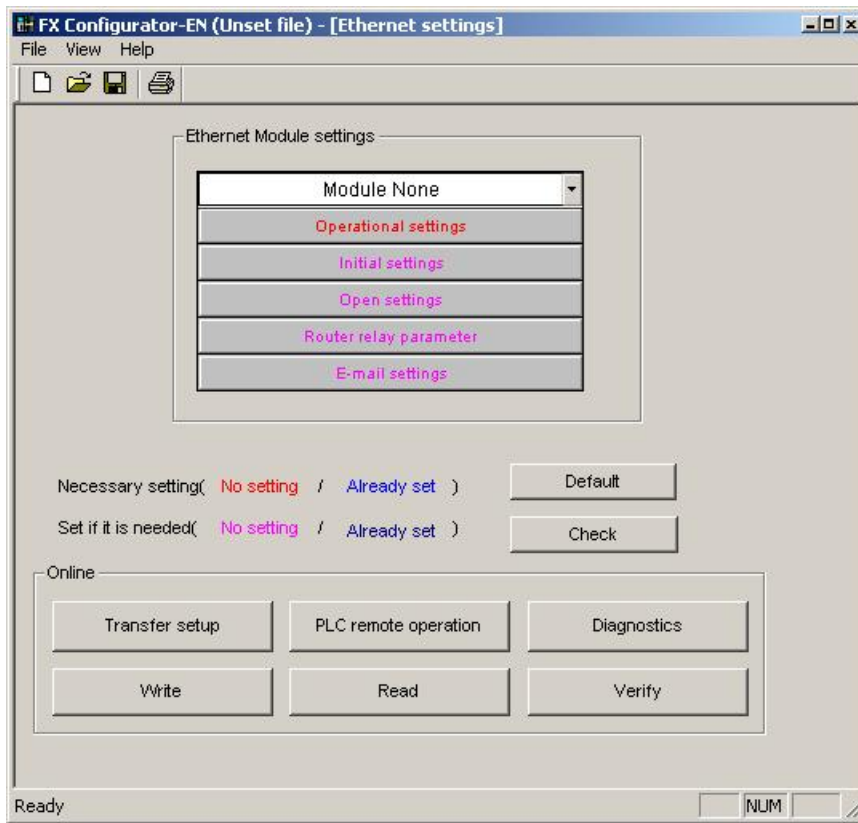 FX Configurator-EN (Unset file) - [Ethernet settings]
File View Help
Ethernet Module settings
Module None
Operational settings
Initial settings
Open settings
Router relay parameter
E-mail settings
Necessary setting( No setting / Already set ) Default
Set if it is needed( No setting / Already set ) Check
Online
Transfer setup PLC remote operation Diagnostics
Write Read Verify
Ready NUM